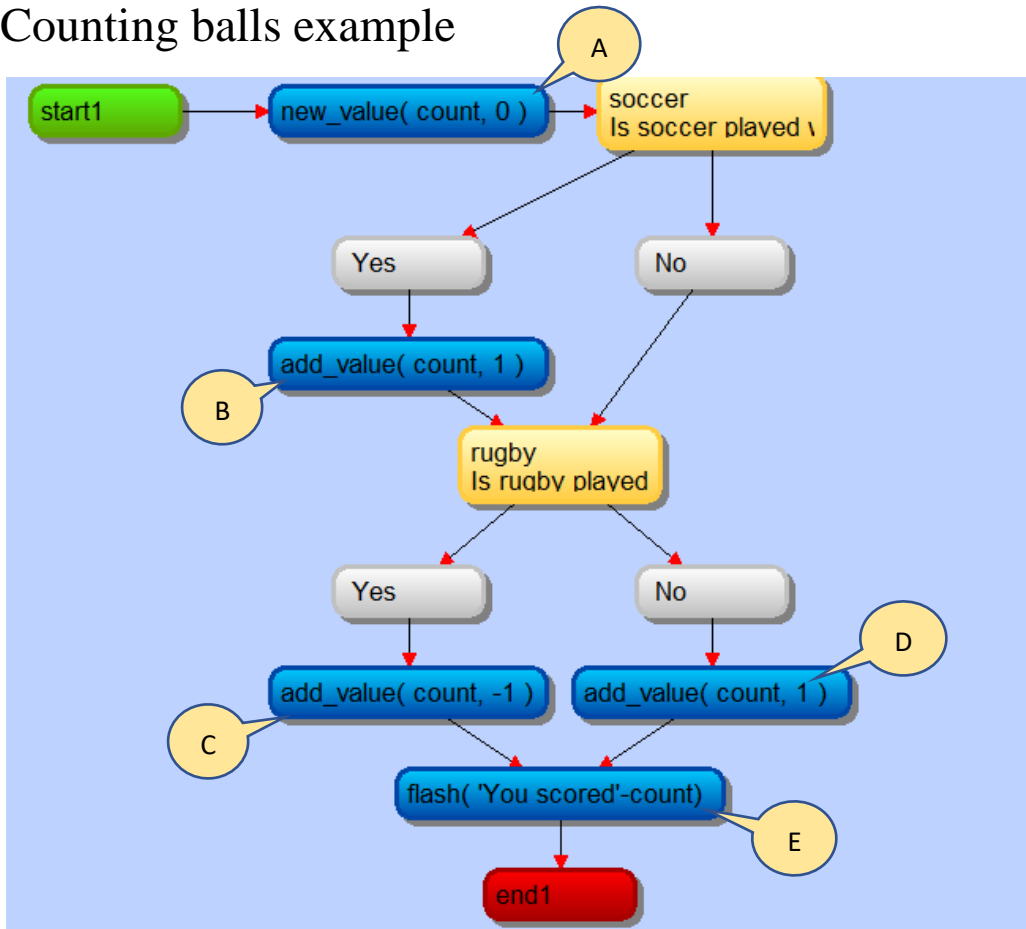 Counting balls example
A
start1
new_value( count, 0 )
soccer
Is soccer played
Yes
No
add_value( count, 1 )
B
rugby
Is rugby played
Yes
No
D
add_value( count, -1 )
add_value( count, 1 )
C
flash( 'You scored'-count)
E
end1